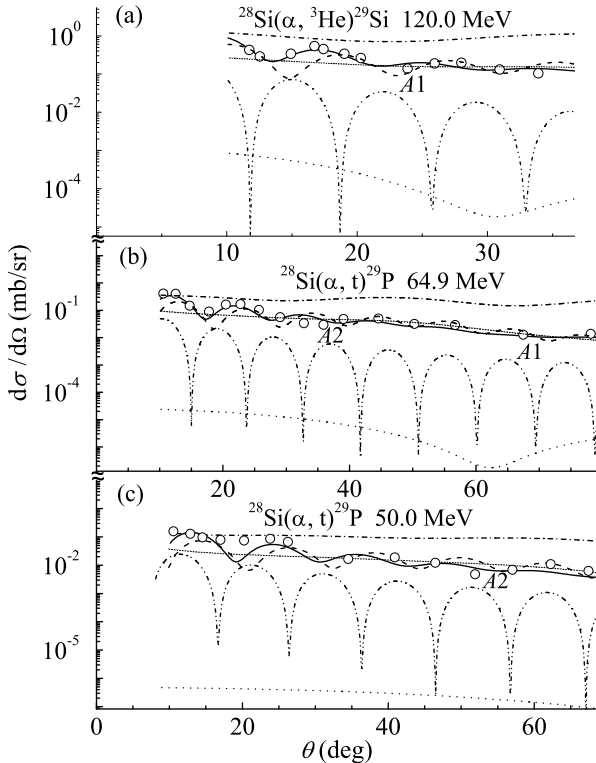 (a)
²⁸Si(α, ³He)²⁹Si 120.0 MeV
10⁰
10⁻²
10⁻⁴
A1
10 20 30
(b)
²⁸Si(α, t)²⁹P 64.9 MeV
10⁻¹
10⁻⁴
A2
A1
20 40 60
dσ/dΩ (mb/sr)
(c)
²⁸Si(α, t)²⁹P 50.0 MeV
10⁻²
10⁻⁵
A2
0 20 40 60
θ (deg)